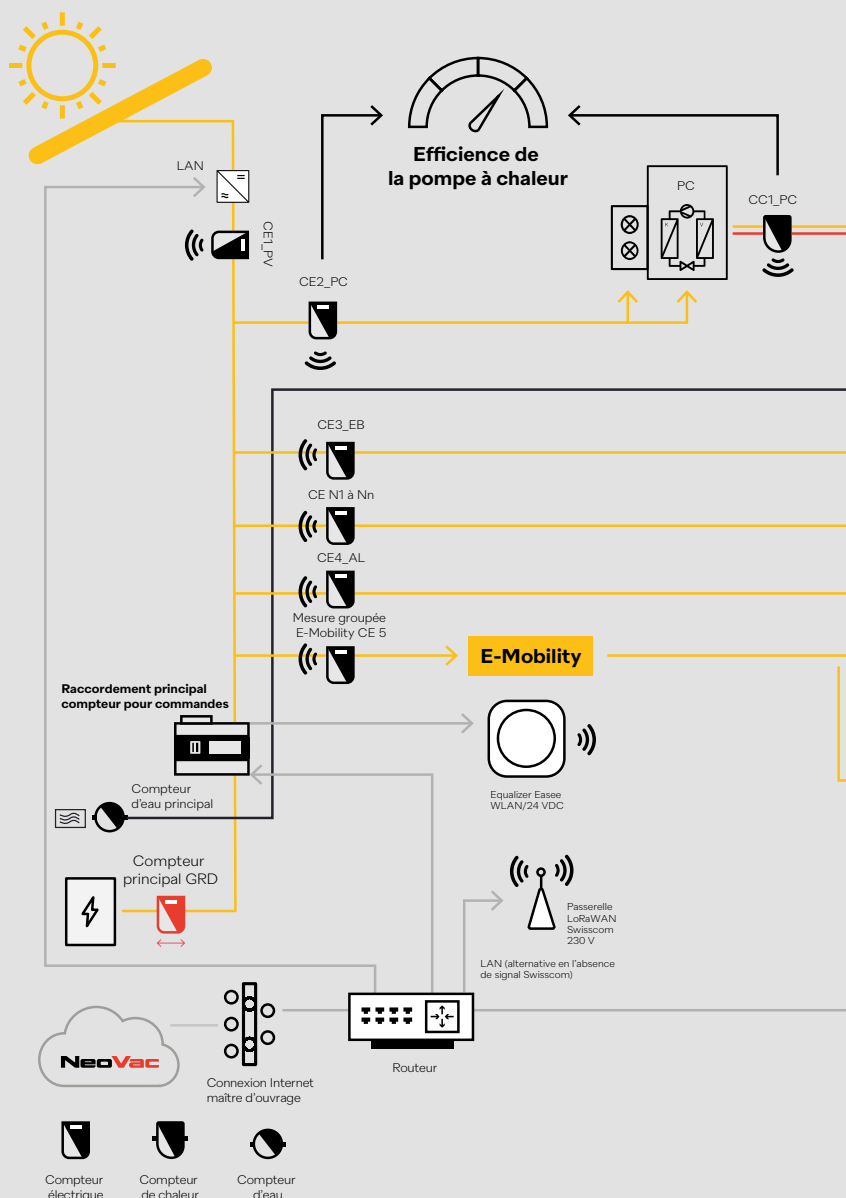 Efficience de
la pompe à chaleur
LAN
CE1_PV
PC
K
V
CC1_PC
CE2_PC
CE3_EB
CE N1 à Nn
CE4_AL
Mesure groupée
E-Mobility CE 5
E-Mobility
Raccordement principal
compteur pour commandes
Equalizer Easee
WLAN/24 VDC
Compteur
d'eau principal
Compteur
principal GRD
Passerelle
LoRaWAN
Swisscom
230 V
LAN (alternative en l'absence
de signal Swisscom)
NeoVac
Connexion Internet
maître d'ouvrage
Routeur
Compteur
électrique
Compteur
de chaleur
Compteur
d'eau